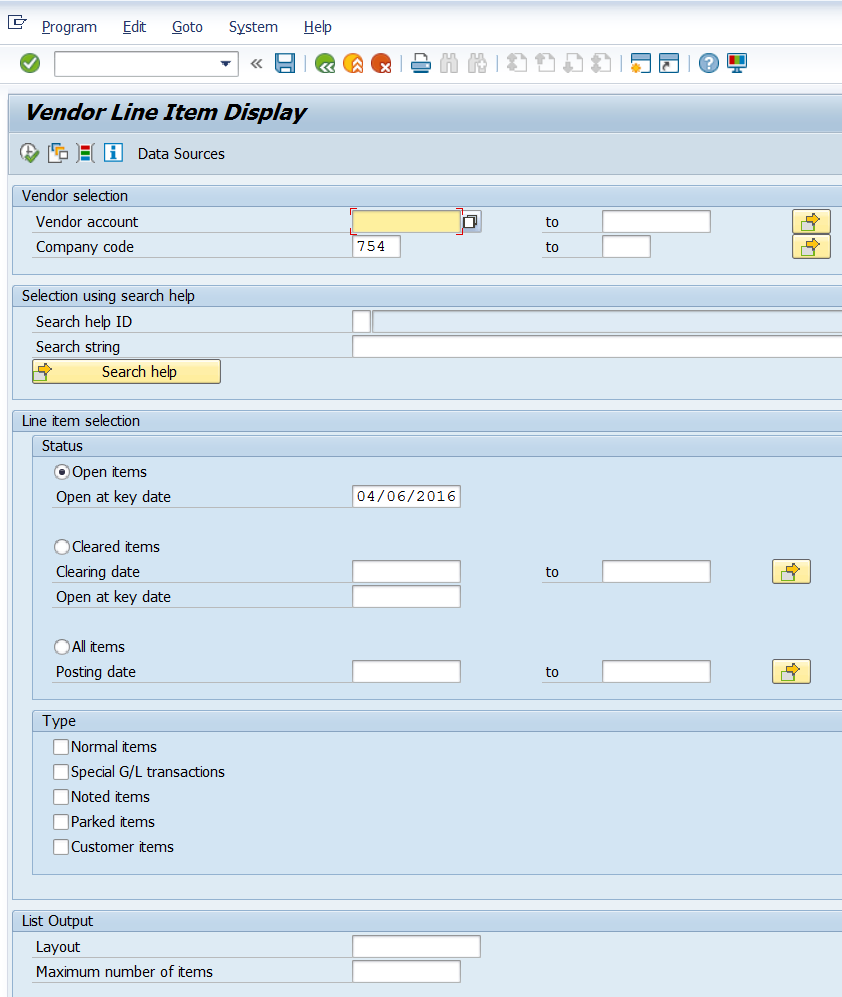 Program Edit Goto System Help
Vendor Line Item Display
Data Sources
Vendor selection
Vendor account to
Company code 754 to
Selection using search help
Search help ID
Search string
Search help
Line item selection
Status
Open items
Open at key date 04/06/2016
Cleared items
Clearing date to
Open at key date
All items
Posting date to
Type
Normal items
Special G/L transactions
Noted items
Parked items
Customer items
List Output
Layout
Maximum number of items